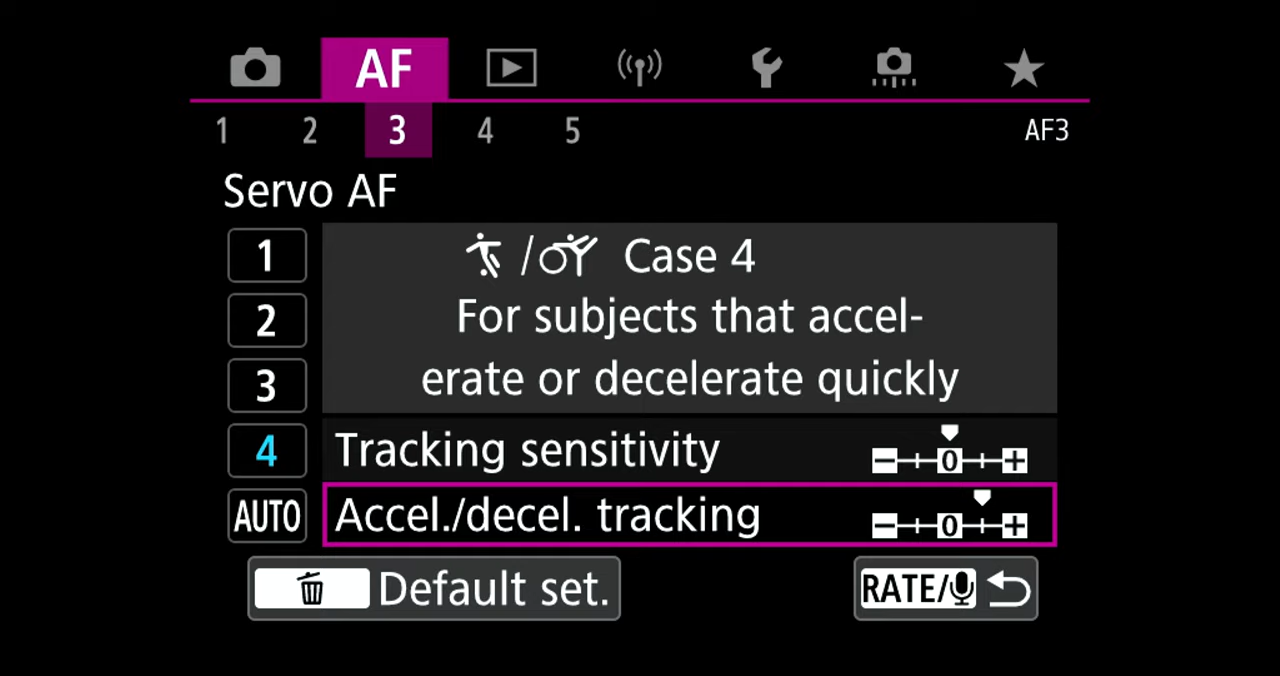 AF
1 2 3 4 5 AF3
Servo AF
1
2
3
4
AUTO
/ Case 4
For subjects that accel-
erate or decelerate quickly
Tracking sensitivity − 0 +
Accel./decel. tracking − 0 +
Default set. RATE/